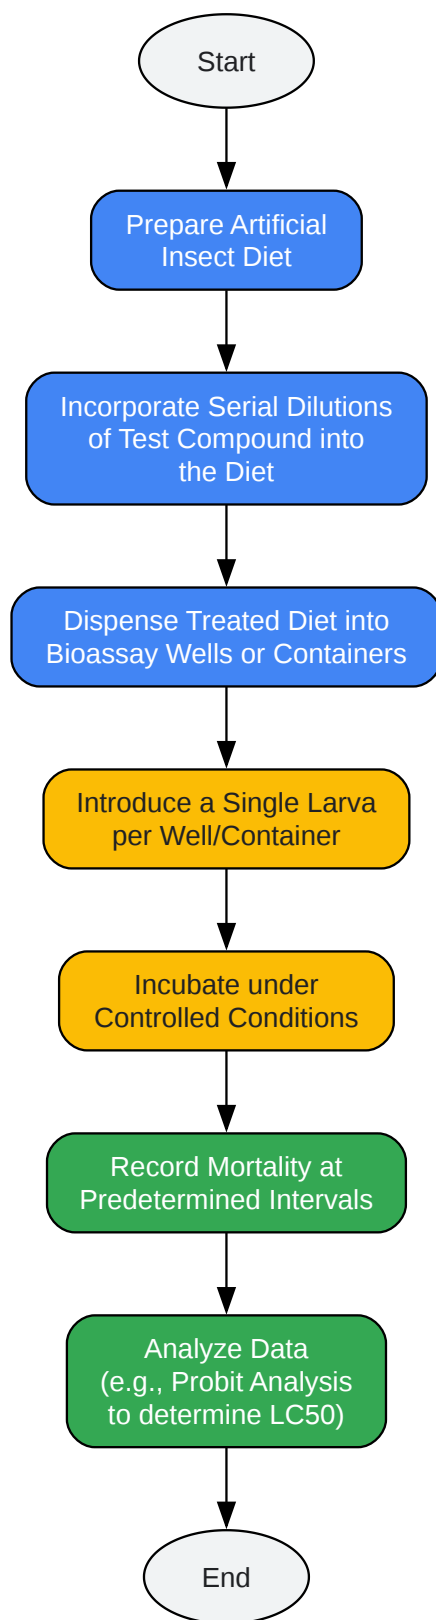 Start
Prepare Artificial
Insect Diet
Incorporate Serial Dilutions
of Test Compound into
the Diet
Dispense Treated Diet into
Bioassay Wells or Containers
Introduce a Single Larva
per Well/Container
Incubate under
Controlled Conditions
Record Mortality at
Predetermined Intervals
Analyze Data
(e.g., Probit Analysis
to determine LC50)
End